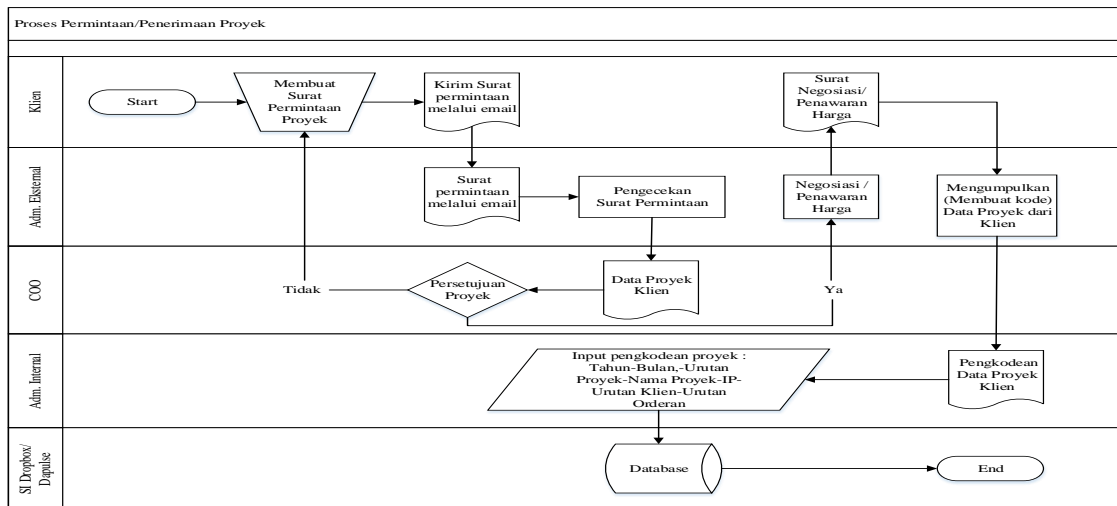 Proses Permintaan/Penerimaan Proyek
Klien
Start
Membuat
Surat
Permintaan
Proyek
Kirim Surat
permintaan
melalui email
Surat
Negosiasi/
Penawaran
Harga
Adm. Eksternal
Surat
permintaan
melalui email
Pengecekan
Surat Permintaan
Negosiasi /
Penawaran
Harga
Mengumpulkan
(Membuat kode)
Data Proyek dari
Klien
COO
Tidak
Persetujuan
Proyek
Data Proyek
Klien
Ya
Adm. Internal
Input pengkodean proyek :
Tahun-Bulan,-Urutan
Proyek-Nama Proyek-IP-
Urutan Klien-Urutan
Orderan
Pengkodean
Data Proyek
Klien
SI Dropbox/
Dapulse
Database
End